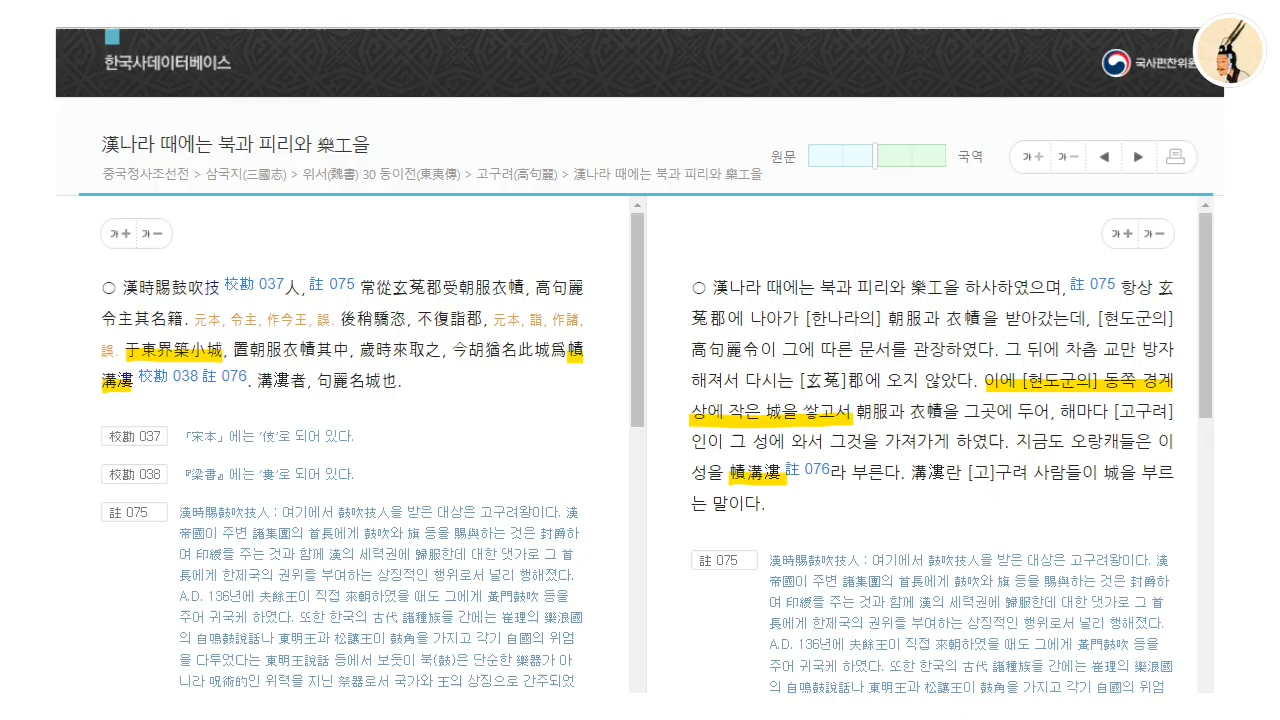 한국사데이터베이스
국사편찬위원
漢나라 때에는 북과 피리와 樂工을
중국정사조선전 > 삼국지(三國志) > 위서(魏書) 30 동이전(東夷傳) > 고구려(高句麗) > 漢나라 때에는 북과 피리와 樂工을
원문 국역
가+ 가-
가+ 가-
○ 漢時賜鼓吹技 校勘 037人, 註 075 常從玄菟郡受朝服衣幘, 高句麗
令主其名籍. 元本, 令主, 作今王, 誤. 後稍驕恣, 不復詣郡, 元本, 詣, 作諸,
誤. 于東界築小城, 置朝服衣幘其中, 歲時來取之, 今胡猶名此城爲幘
溝漊 校勘 038 註 076. 溝漊者, 句麗名城也.
校勘 037 「宋本」에는 '伎'로 되어 있다.
校勘 038 『梁書』에는 '婁'로 되어 있다.
註 075 漢時賜鼓吹技人 : 여기에서 鼓吹技人을 받은 대상은 고구려왕이다. 漢
帝國이 주변 諸集團의 首長에게 鼓吹와 旗 등을 賜與하는 것은 封爵하
여 印綬를 주는 것과 함께 漢의 세력권에 歸服한데 대한 댓가로 그 首
長에게 한제국의 권위를 부여하는 상징적인 행위로서 널리 행해졌다.
A.D. 136년에 夫餘王이 직접 來朝하였을 때도 그에게 黃門鼓吹 등을
주어 귀국케 하였다. 또한 한국의 古代 諸種族들 간에는 崔理의 樂浪國
의 自鳴鼓說話나 東明王과 松讓王이 鼓角을 가지고 각기 自國의 위엄
을 다투었다는 東明王說話 등에서 보듯이 북(鼓)은 단순한 樂器가 아
니라 呪術的인 위력을 지닌 祭器로서 국가와 王의 상징으로 간주되었
가+ 가-
○ 漢나라 때에는 북과 피리와 樂工을 하사하였으며, 註 075 항상 玄
菟郡에 나아가 [한나라의] 朝服과 衣幘을 받아갔는데, [현도군의]
高句麗令이 그에 따른 문서를 관장하였다. 그 뒤에 차츰 교만 방자
해져서 다시는 [玄菟]郡에 오지 않았다. 이에 [현도군의] 동쪽 경계
상에 작은 城을 쌓고서 朝服과 衣幘을 그곳에 두어, 해마다 [고구려]
인이 그 성에 와서 그것을 가져가게 하였다. 지금도 오랑캐들은 이
성을 幘溝漊 註 076라 부른다. 溝漊란 [고]구려 사람들이 城을 부르
는 말이다.
註 075 漢時賜鼓吹技人 : 여기에서 鼓吹技人을 받은 대상은 고구려왕이다. 漢
帝國이 주변 諸集團의 首長에게 鼓吹와 旗 등을 賜與하는 것은 封爵하
여 印綬를 주는 것과 함께 漢의 세력권에 歸服한데 대한 댓가로 그 首
長에게 한제국의 권위를 부여하는 상징적인 행위로서 널리 행해졌다.
A.D. 136년에 夫餘王이 직접 來朝하였을 때도 그에게 黃門鼓吹 등을
주어 귀국케 하였다. 또한 한국의 古代 諸種族들 간에는 崔理의 樂浪國
의 自鳴鼓說話나 東明王과 松讓王이 鼓角을 가지고 각기 自國의 위엄